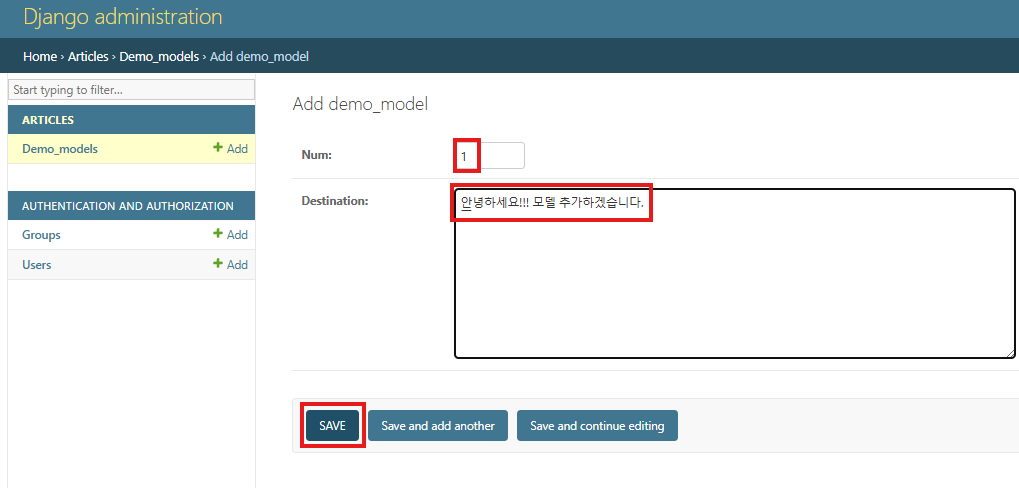 Django administration
Home › Articles › Demo_models › Add demo_model
Start typing to filter...
ARTICLES
Demo_models + Add
AUTHENTICATION AND AUTHORIZATION
Groups + Add
Users + Add
Add demo_model
Num: 1
Destination: 안녕하세요!!! 모델 추가하겠습니다.
SAVE Save and add another Save and continue editing